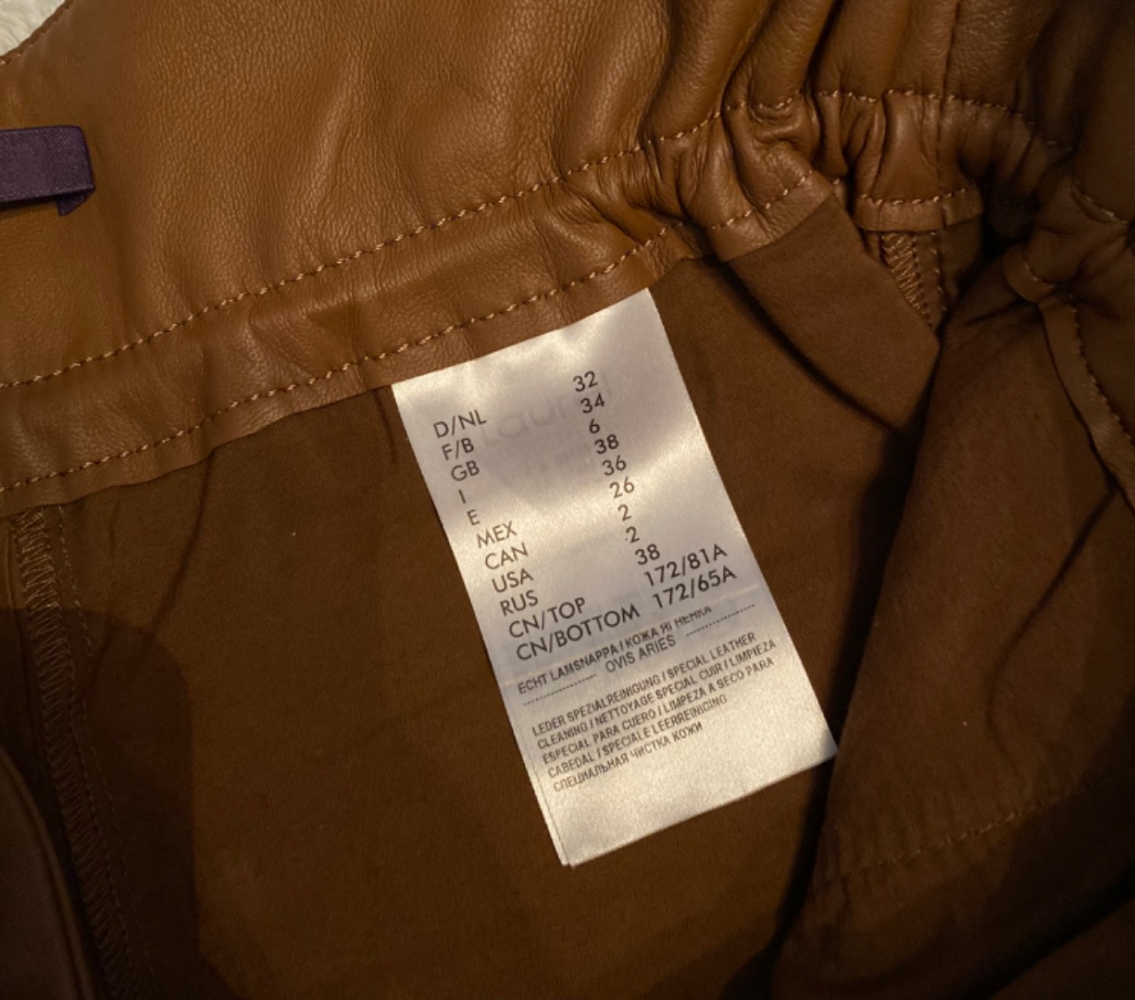 D/NL 32
F/B 34
GB 6
I 38
E 36
MEX 26
CAN 2
USA 2
RUS 38
CN/TOP 172/81A
CN/BOTTOM 172/65A
ECHT LAMSNAPPA / КОЖА
OVIS ARIES
LEDER SPEZIALREINIGUNG / SPECIAL LEATHER
CLEANING / NETTOYAGE SPECIAL CUIR / LIMPIEZA
ESPECIAL PARA CUERO / LIMPEZA A SECO PARA
CABEDAL / SPECIALE LEERREINIGING
СПЕЦИАЛЬНАЯ ЧИСТКА КОЖИ